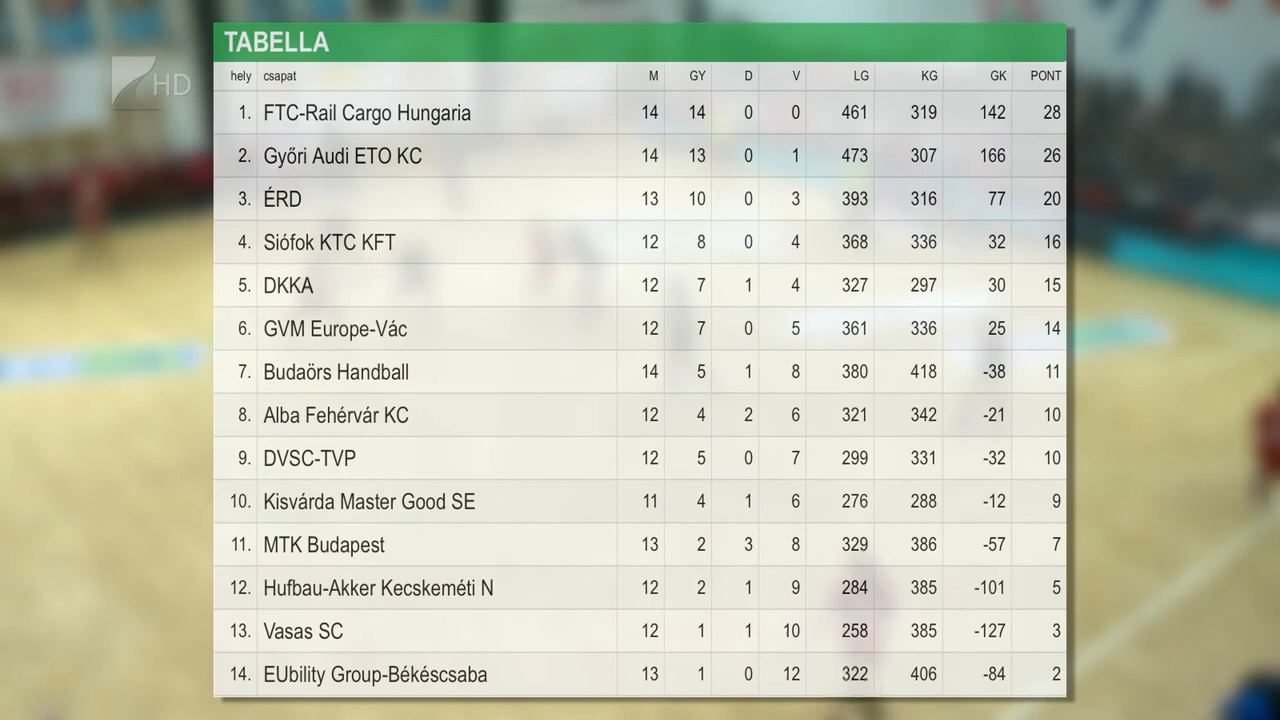 TABELLA
HD
hely csapat M GY D V LG KG GK PONT
1. FTC-Rail Cargo Hungaria 14 14 0 0 461 319 142 28
2. Győri Audi ETO KC 14 13 0 1 473 307 166 26
3. ÉRD 13 10 0 3 393 316 77 20
4. Siófok KTC KFT 12 8 0 4 368 336 32 16
5. DKKA 12 7 1 4 327 297 30 15
6. GVM Europe-Vác 12 7 0 5 361 336 25 14
7. Budaörs Handball 14 5 1 8 380 418 -38 11
8. Alba Fehérvár KC 12 4 2 6 321 342 -21 10
9. DVSC-TVP 12 5 0 7 299 331 -32 10
10. Kisvárda Master Good SE 11 4 1 6 276 288 -12 9
11. MTK Budapest 13 2 3 8 329 386 -57 7
12. Hufbau-Akker Kecskeméti N 12 2 1 9 284 385 -101 5
13. Vasas SC 12 1 1 10 258 385 -127 3
14. EUbility Group-Békéscsaba 13 1 0 12 322 406 -84 2